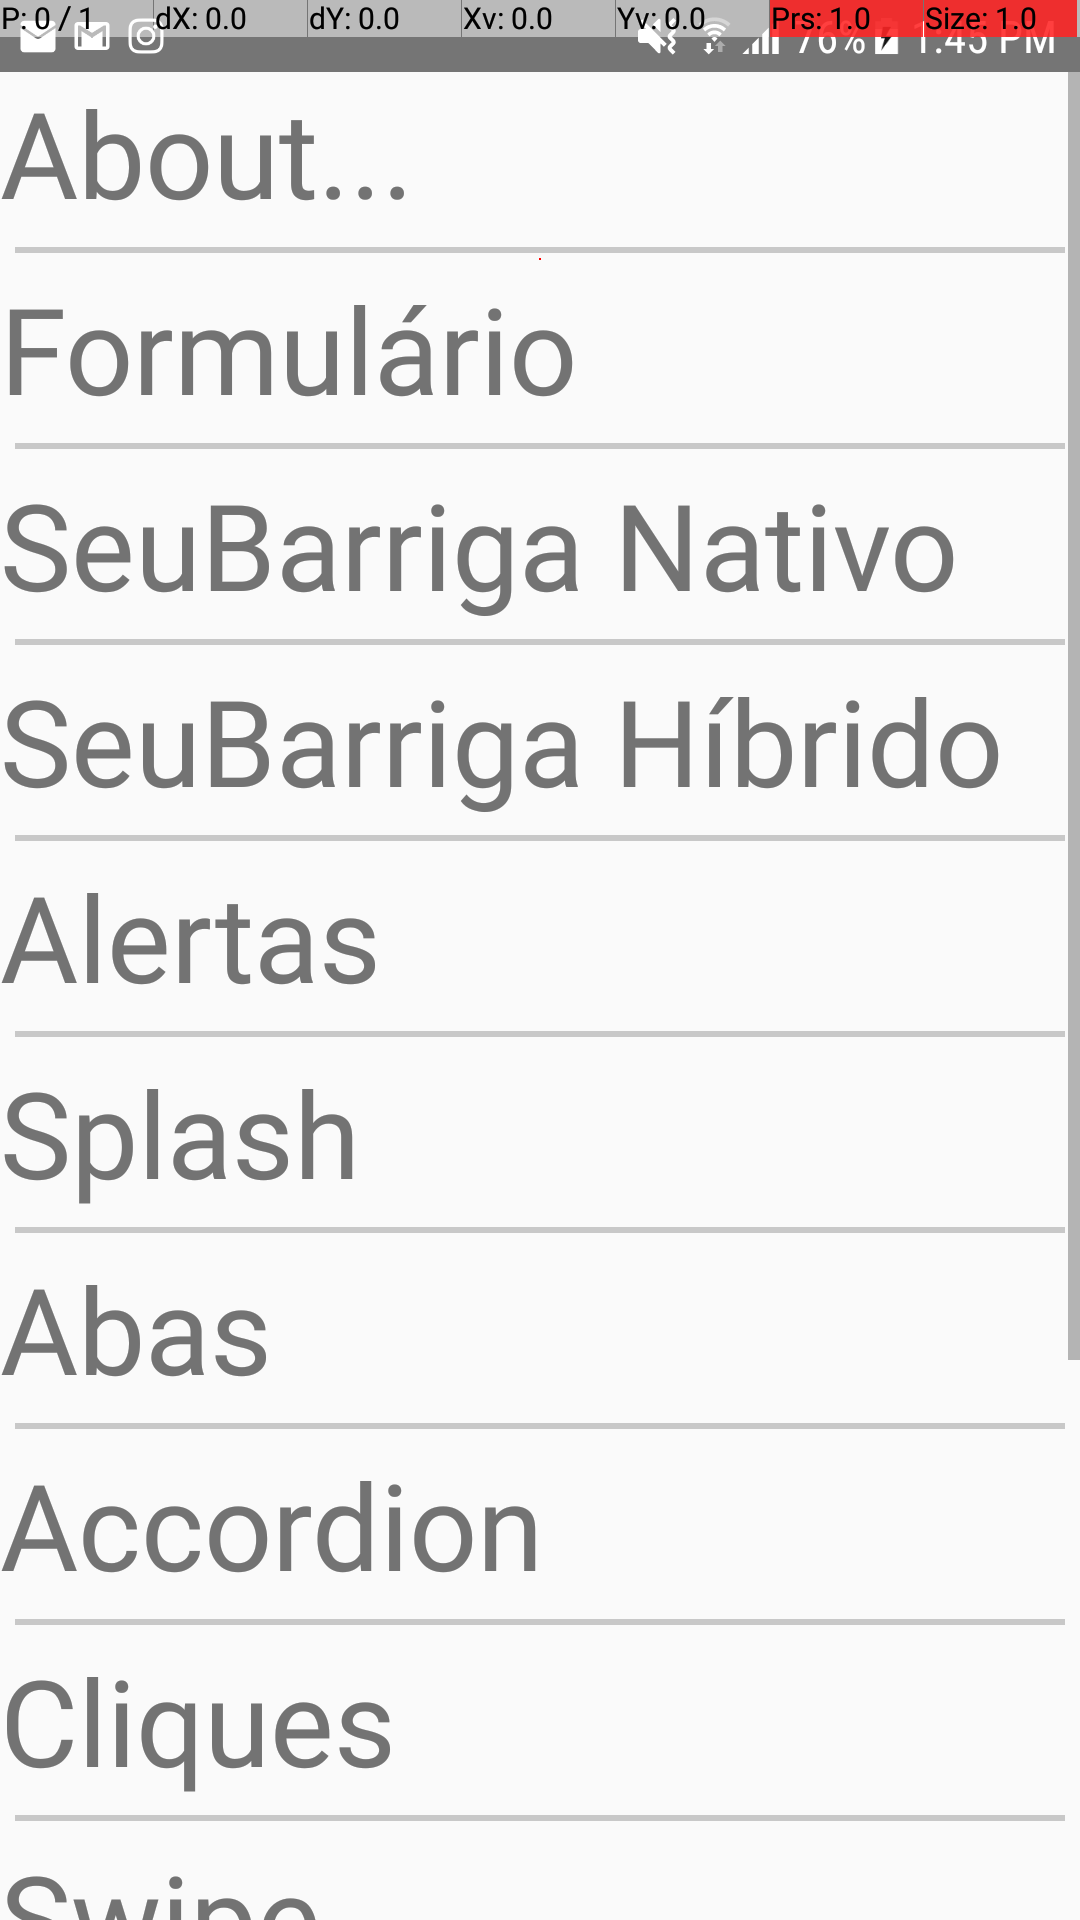 P: 0 / 1 dX: 0.0 dY: 0.0 Xv: 0.0 Yv: 0.0 Prs: 1.0 Size: 1.0
76% 1:45 PM
About...
Formulário
SeuBarriga Nativo
SeuBarriga Híbrido
Alertas
Splash
Abas
Accordion
Cliques
Swipe